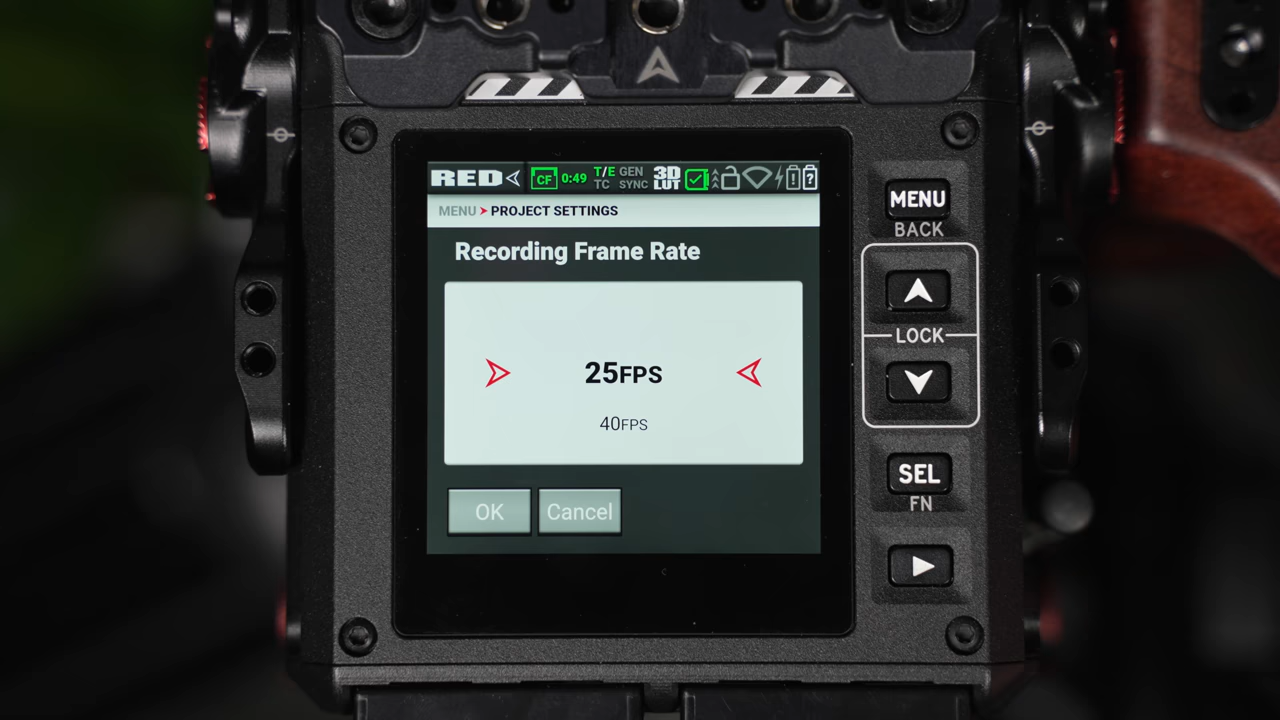 RED CF 0:49 T/E TC GEN SYNC 3D LUT
MENU PROJECT SETTINGS
Recording Frame Rate
25FPS
40FPS
OK Cancel
MENU
BACK
LOCK
SEL
FN